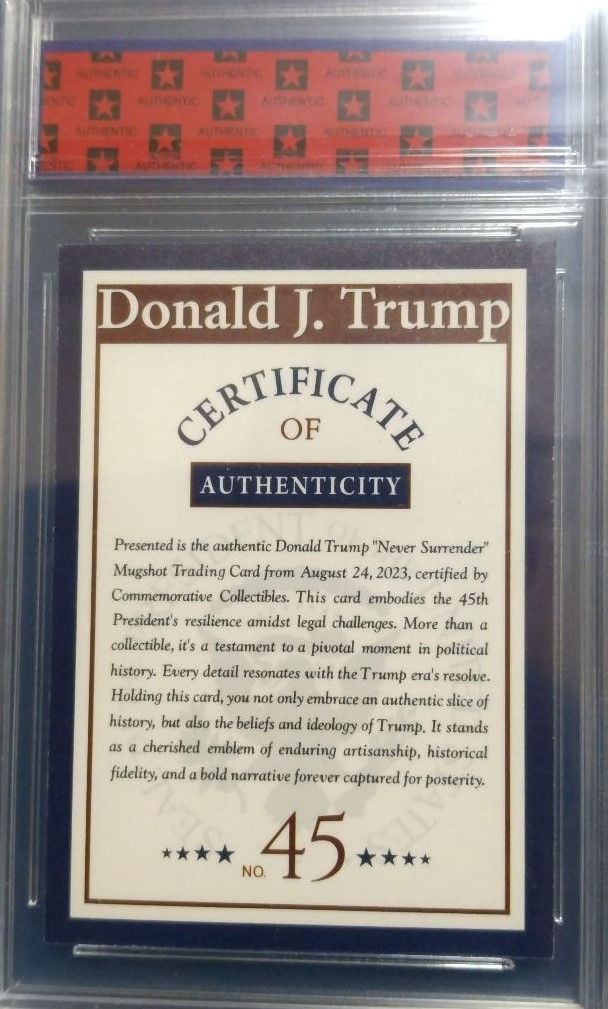 AUTHENTIC AUTHENTIC AUTHENTIC AUTHENTIC
AUTHENTIC AUTHENTIC AUTHENTIC
AUTHENTIC AUTHENTIC AUTHENTIC AUTHENTIC
AUTHENTIC AUTHENTIC AUTHENTIC
Donald J. Trump
CERTIFICATE
OF
AUTHENTICITY
Presented is the authentic Donald Trump "Never Surrender"
Mugshot Trading Card from August 24, 2023, certified by
Commemorative Collectibles. This card embodies the 45th
President's resilience amidst legal challenges. More than a
collectible, it's a testament to a pivotal moment in political
history. Every detail resonates with the Trump era's resolve.
Holding this card, you not only embrace an authentic slice of
history, but also the beliefs and ideology of Trump. It stands
as a cherished emblem of enduring artisanship, historical
fidelity, and a bold narrative forever captured for posterity.
NO. 45